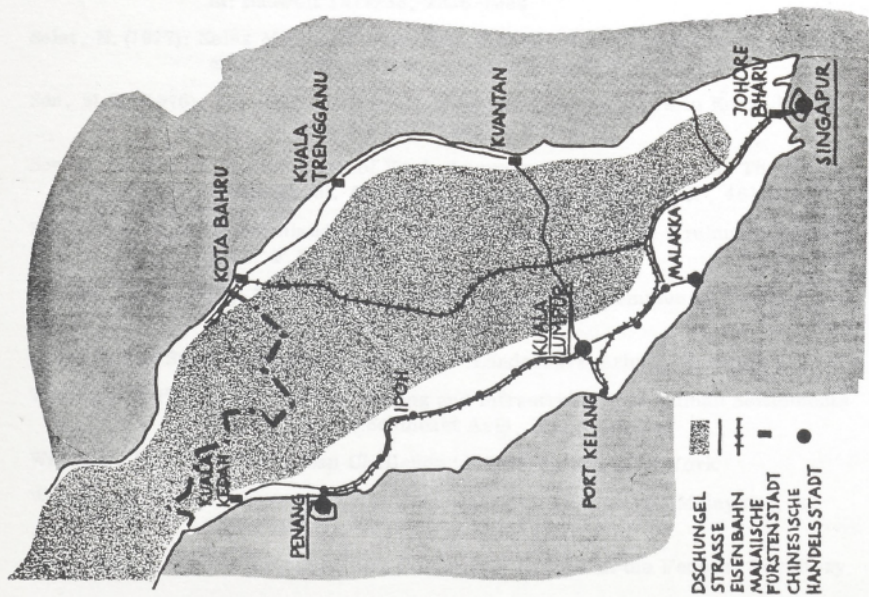 KUALA
KEDAH
PENANG
KOTA BAHRU
KUALA
TRENGGANU
IPOH
KUANTAN
KUALA
LUMPUR
PORT KELANG
MALAKKA
JOHORE
BHARU
SINGAPUR
DSCHUNGEL
STRASSE
EISENBAHN
MALAIISCHE
FÜRSTENSTADT
CHINESISCHE
HANDELSSTADT